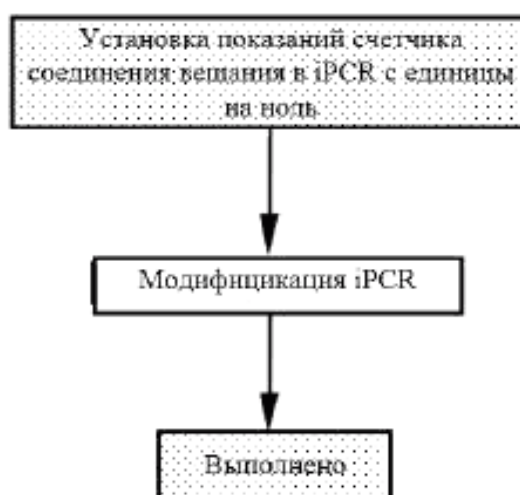 Установка показаний счетчика
соединения вещания в iPCR с единицы
на ноль
Модифицикация iPCR
Выполнено